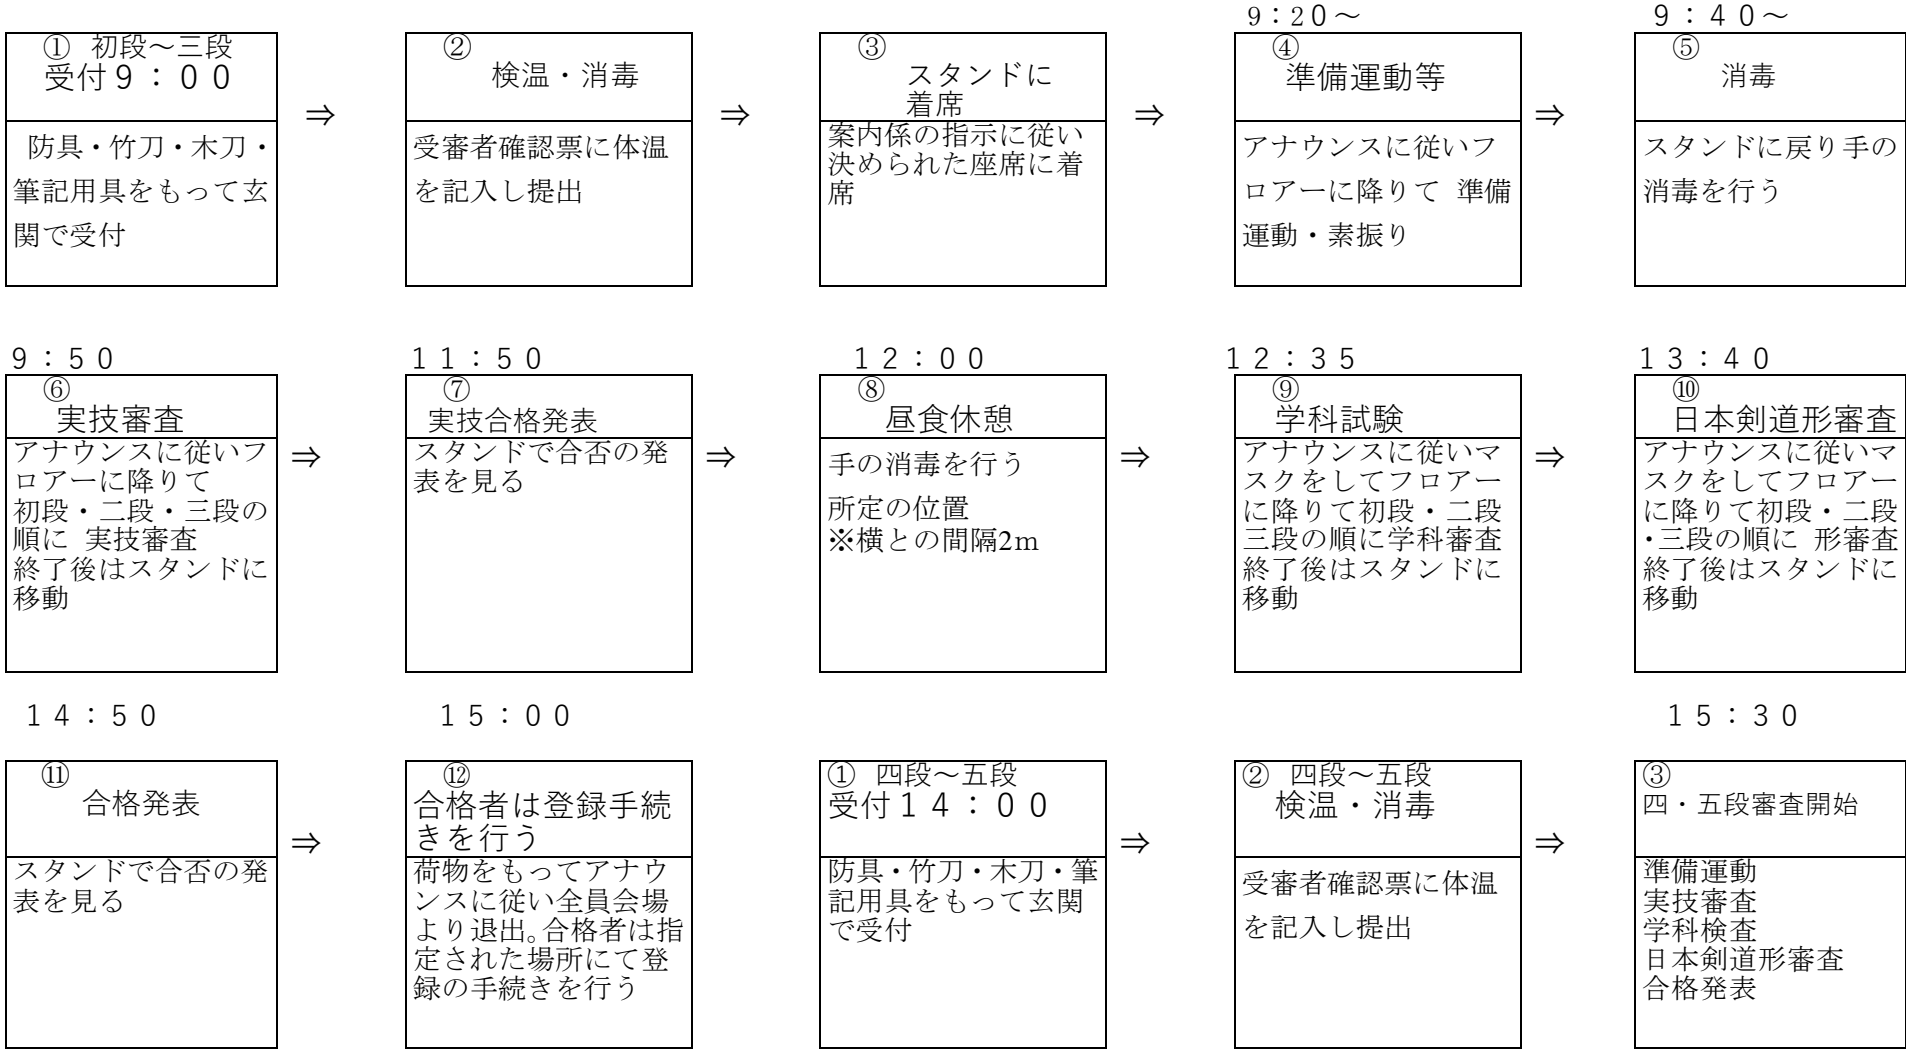 ① 初段～三段
受付９：００
防具・竹刀・木刀・
筆記用具をもって玄
関で受付
⇒
②
検温・消毒
受審者確認票に体温
を記入し提出
⇒
③
スタンドに
着席
案内係の指示に従い
決められた座席に着
席
⇒
9：20～
④
準備運動等
アナウンスに従いフ
ロアーに降りて 準備
運動・素振り
⇒
９：４０～
⑤
消毒
スタンドに戻り手の
消毒を行う
９：５０
⑥
実技審査
アナウンスに従いフ
ロアーに降りて
初段・二段・三段の
順に 実技審査
終了後はスタンドに
移動
⇒
１１：５０
⑦
実技合格発表
スタンドで合否の発
表を見る
⇒
１２：００
⑧
昼食休憩
手の消毒を行う
所定の位置
※横との間隔2m
⇒
１２：３５
⑨
学科試験
アナウンスに従いマ
スクをしてフロアー
に降りて初段・二段
三段の順に学科審査
終了後はスタンドに
移動
⇒
１３：４０
⑩
日本剣道形審査
アナウンスに従いマ
スクをしてフロアー
に降りて初段・二段
・三段の順に 形審査
終了後はスタンドに
移動
１４：５０
⑪
合格発表
スタンドで合否の発
表を見る
⇒
１５：００
⑫
合格者は登録手続
きを行う
荷物をもってアナウ
ンスに従い全員会場
より退出。合格者は指
定された場所にて登
録の手続きを行う
① 四段～五段
受付１４：００
防具・竹刀・木刀・筆
記用具をもって玄関
で受付
⇒
② 四段～五段
検温・消毒
受審者確認票に体温
を記入し提出
⇒
１５：３０
③
四・五段審査開始
準備運動
実技審査
学科検査
日本剣道形審査
合格発表